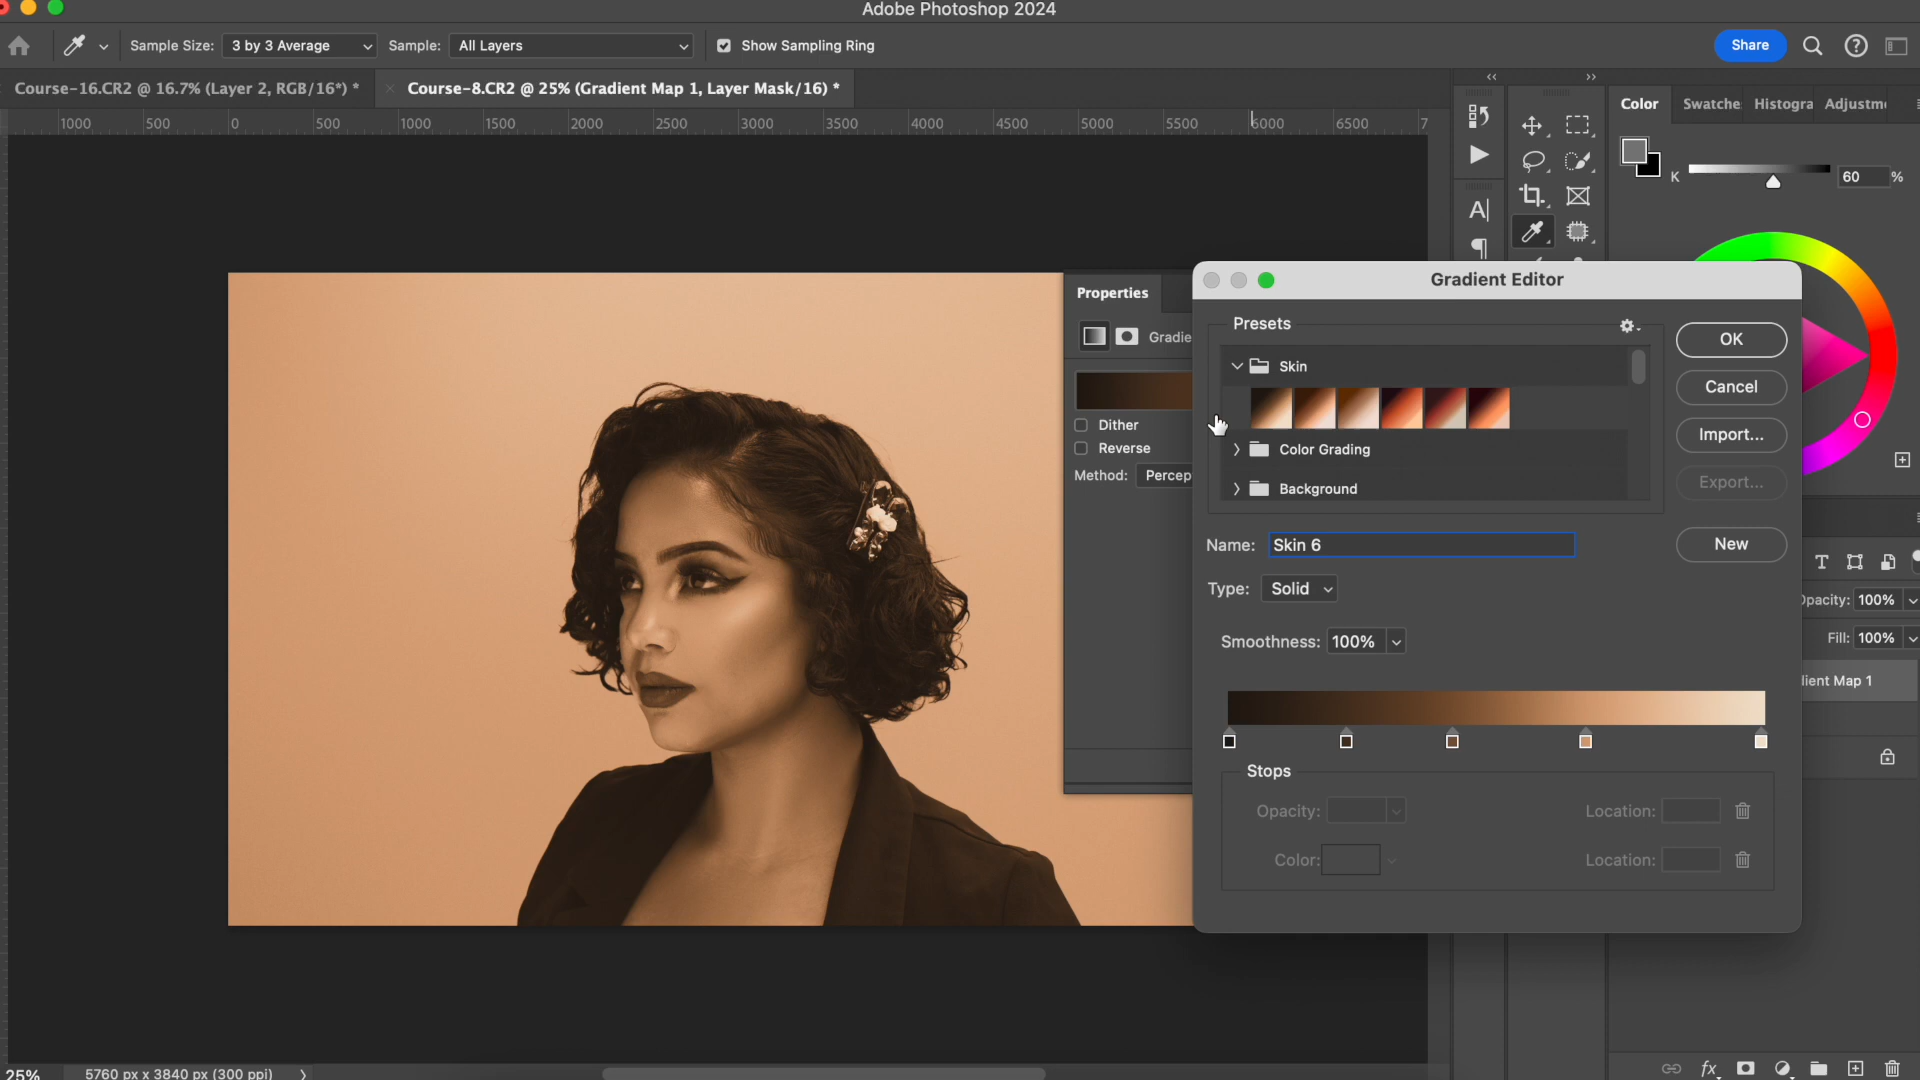 Adobe Photoshop 2024
Sample Size: 3 by 3 Average Sample: All Layers Show Sampling Ring Share
Course-16.CR2 @ 16.7% (Layer 2, RGB/16*) * Course-8.CR2 @ 25% (Gradient Map 1, Layer Mask/16) *
1000 500 0 500 1000 1500 2000 2500 3000 3500 4000 4500 5000 5500 6000 6500 7
Color Swatche Histogra Adjustm
K 60 %
Properties
Gradie
Dither
Reverse
Method: Percep
Gradient Editor
Presets
Skin
Color Grading
Background
OK
Cancel
Import...
Export...
Name: Skin 6
New
Type: Solid
Smoothness: 100%
Stops
Opacity: Location:
Color: Location:
Opacity: 100%
Fill: 100%
dient Map 1
25% 5760 px x 3840 px (300 ppi)